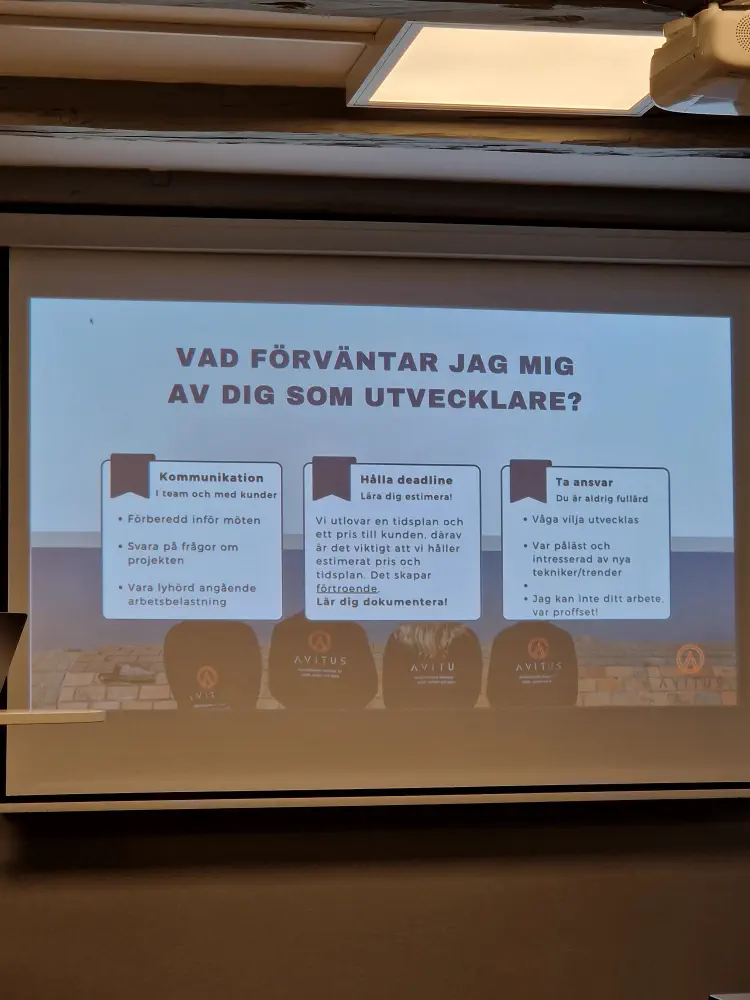 VAD FÖRVÄNTAR JAG MIG
AV DIG SOM UTVECKLARE?
Kommunikation
I team och med kunder
• Förberedd inför möten
• Svara på frågor om
projekten
• Vara lyhörd angående
arbetsbelastning
Hålla deadline
Lära dig estimera!
Vi utlovar en tidsplan och
ett pris till kunden, därav
är det viktigt att vi håller
estimerat pris och
tidsplan. Det skapar
förtroende.
Lär dig dokumentera!
Ta ansvar
Du är aldrig fullärd
• Våga vilja utvecklas
• Var påläst och
intresserad av nya
tekniker/trender
•
• Jag kan inte ditt arbete,
var proffset!
AVIT
AVITUS
AVITU
AVITUS
AVITUS